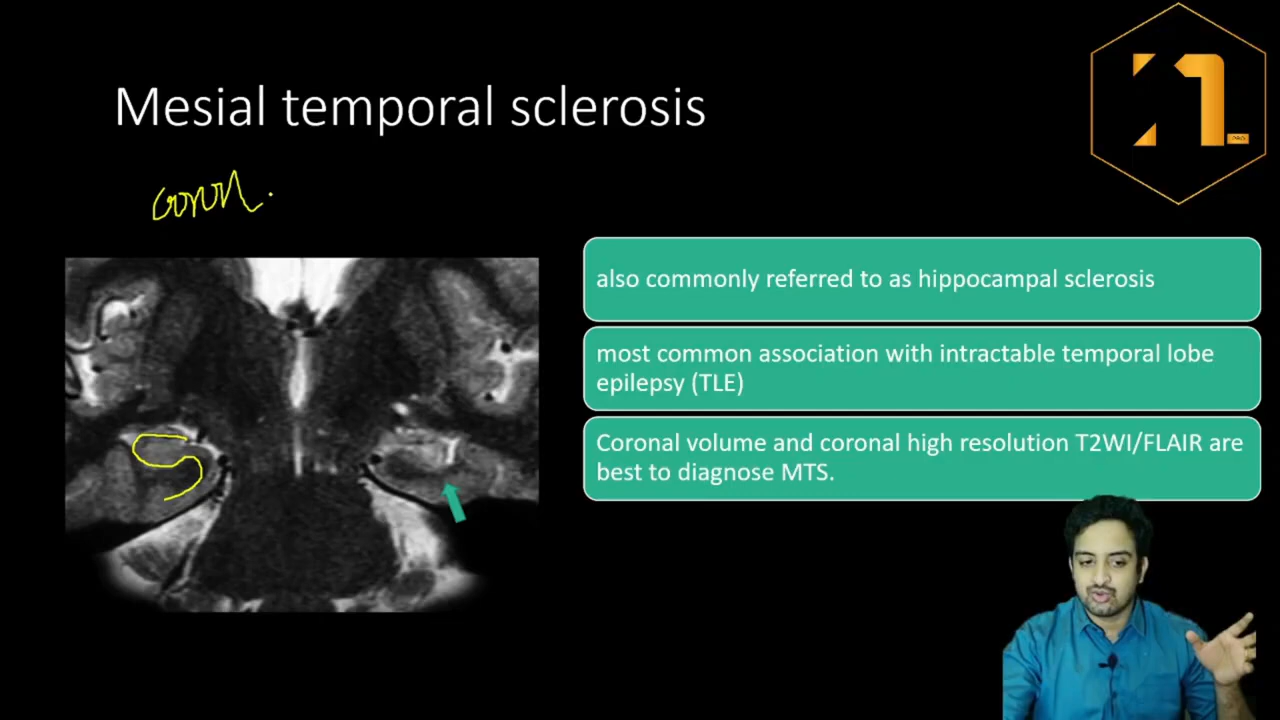 Mesial temporal sclerosis
also commonly referred to as hippocampal sclerosis
most common association with intractable temporal lobe
epilepsy (TLE)
Coronal volume and coronal high resolution T2WI/FLAIR are
best to diagnose MTS.